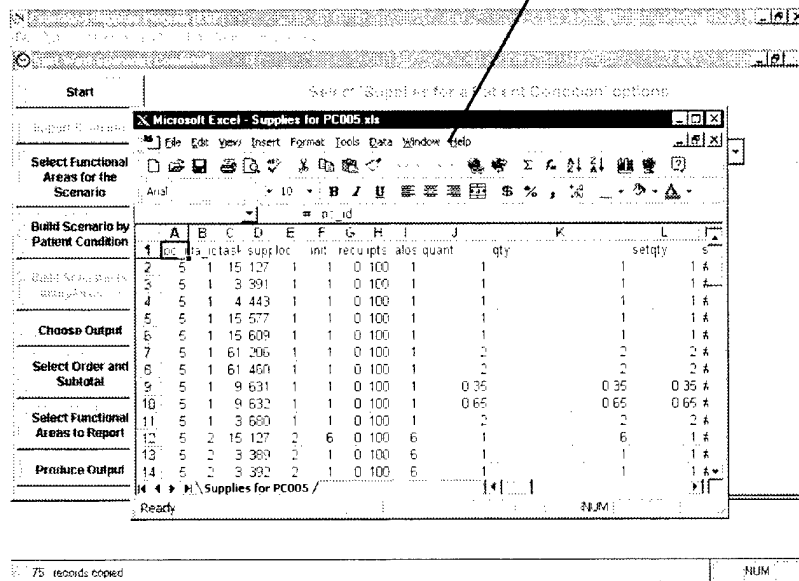 Start
Select 'Supplies for a Patient Condition' options
Microsoft Excel - Supplies for PC005.xls
File Edit View Insert Format Tools Data Window Help
Select Functional Areas for the Scenario
Arial 10 B I U $ % ,
= pc_id
Build Scenario by Patient Condition
A B C D E F G H I J K L
1 task supp loc init recu ipts alos quant qty setqty s
2 5 1 15 127 1 1 0 100 1 1 1 1 #
3 5 1 3 391 1 1 0 100 1 1 1 1 #
4 5 1 4 443 1 1 0 100 1 1 1 1 #
5 5 1 15 577 1 1 0 100 1 1 1 1 #
6 5 1 15 609 1 1 0 100 1 1 1 1 #
7 5 1 61 206 1 1 0 100 1 2 2 2 #
8 5 1 61 460 1 1 0 100 1 2 2 2 #
9 5 1 9 631 1 1 0 100 1 0.35 0.35 0.35 #
10 5 1 9 632 1 1 0 100 1 0.65 0.65 0.65 #
11 5 1 3 680 1 1 0 100 1 2 2 2 #
12 5 2 15 127 2 6 0 100 6 1 6 1 #
13 5 2 3 389 2 1 0 100 6 1 1 1 #
14 5 2 3 392 2 1 0 100 6 1 1 1 #
Choose Output
Select Order and Subtotal
Select Functional Areas to Report
Produce Output
Supplies for PC005
Ready NUM
75 records copied NUM